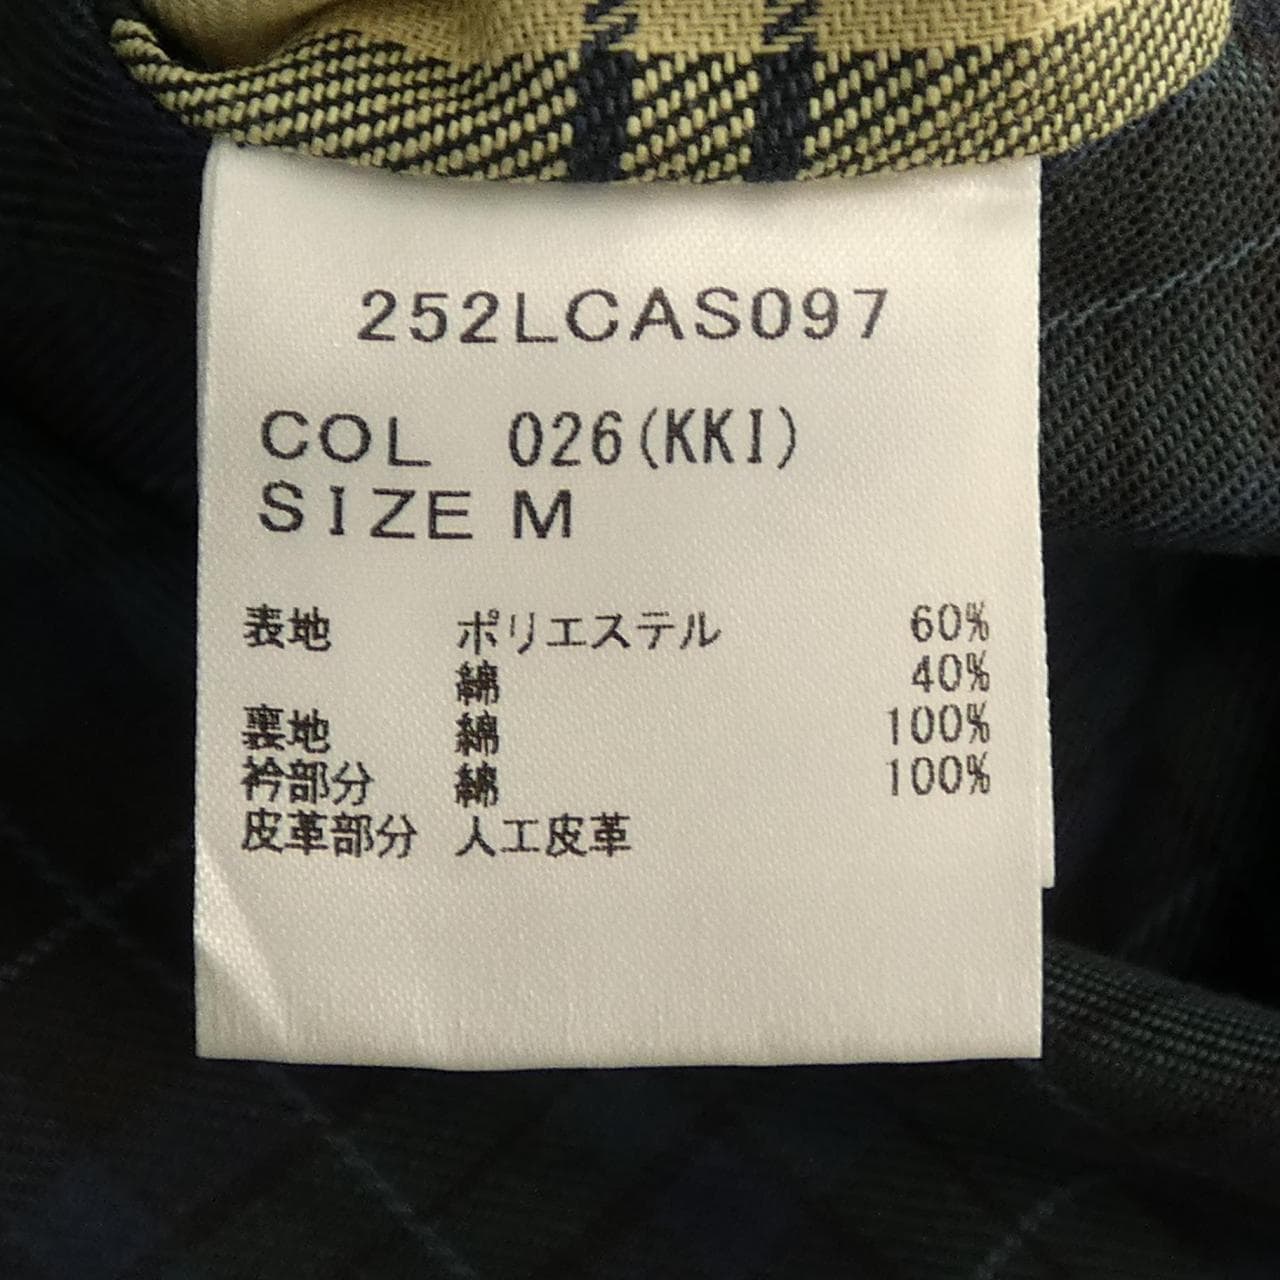 252LCAS097
COL 026(KKI)
SIZE M
表地 ポリエステル 60%
綿 40%
裏地 綿 100%
衿部分 綿 100%
皮革部分 人工皮革